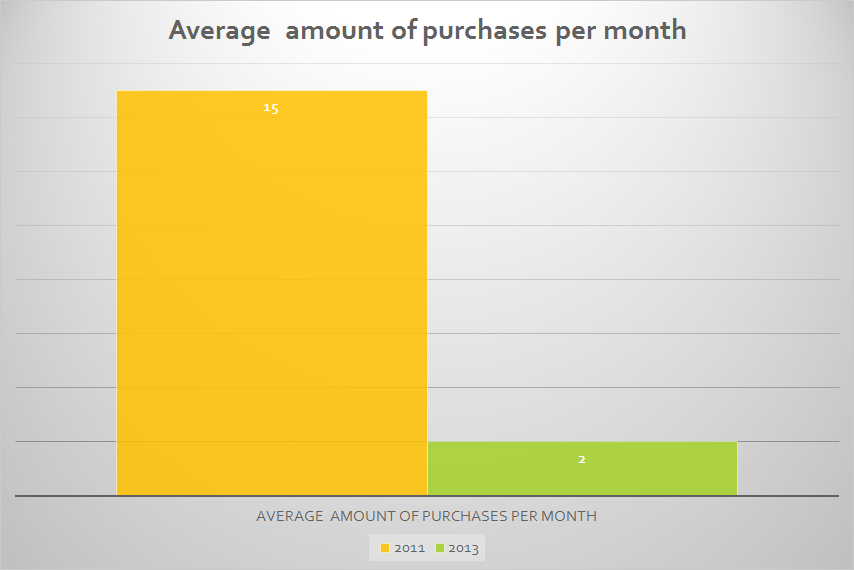 Average  amount of purchases per month
15
2
AVERAGE  AMOUNT OF PURCHASES PER MONTH
2011 2013